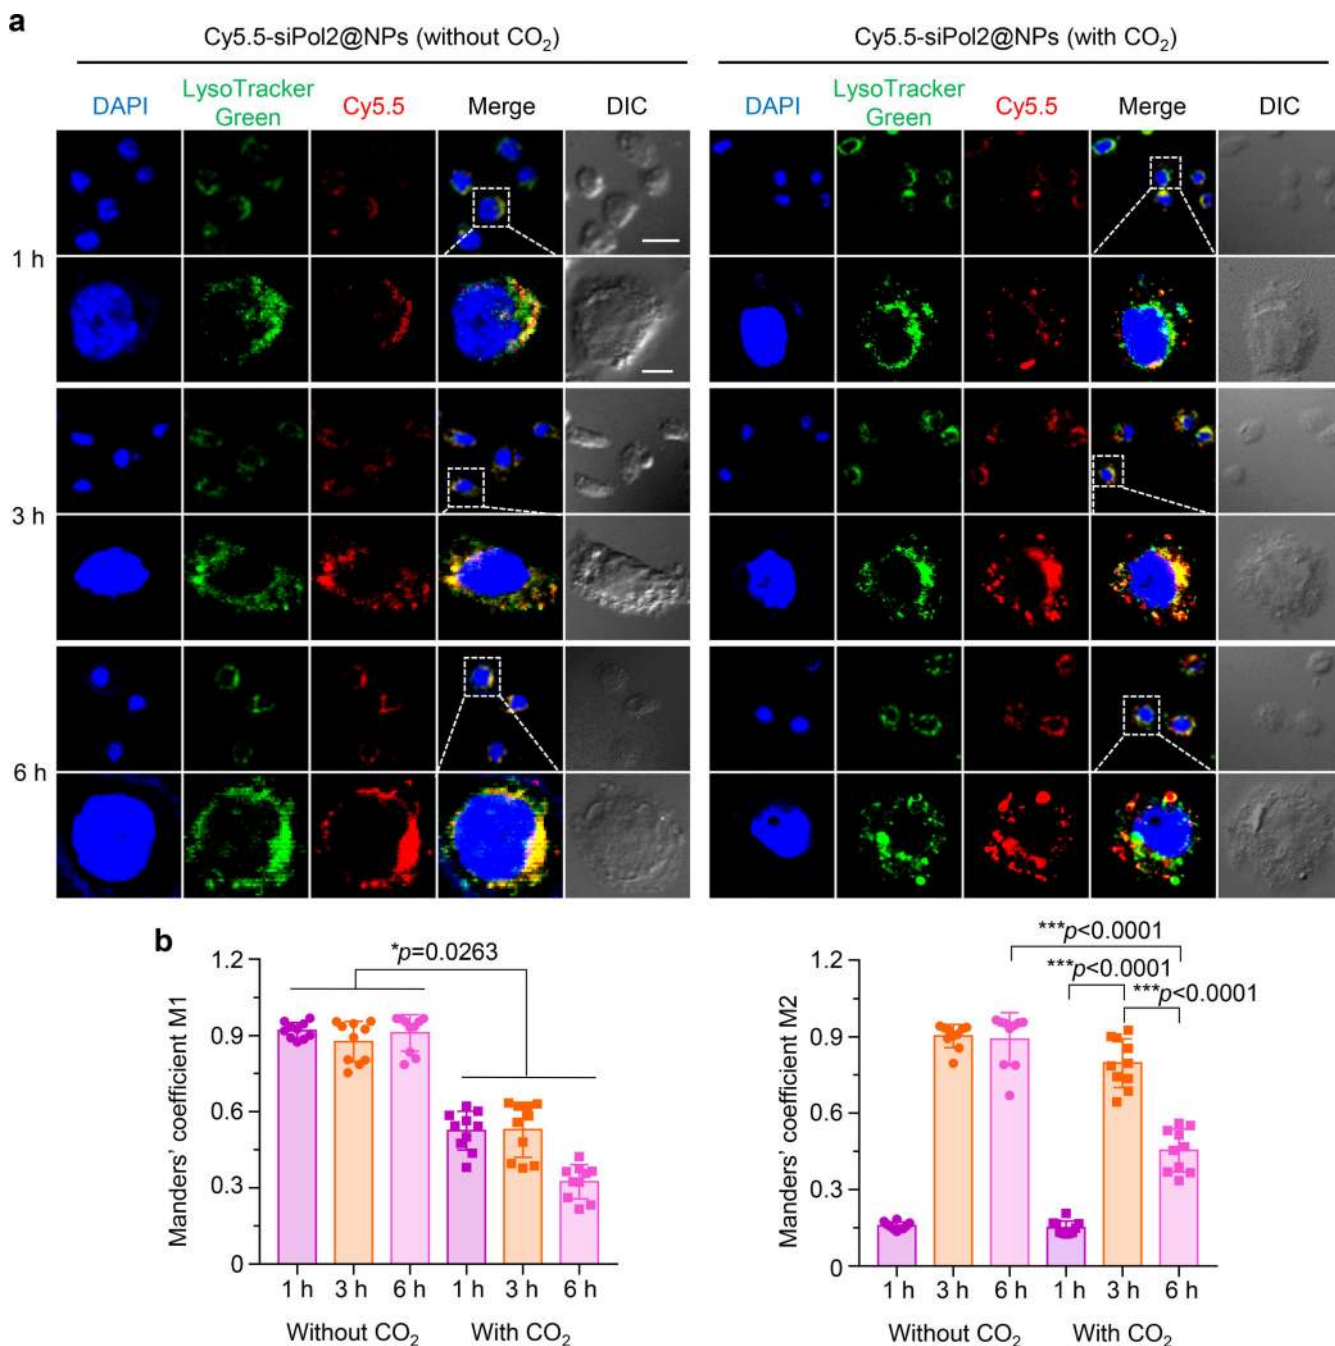 a
Cy5.5-siPol2@NPs (without CO₂)
Cy5.5-siPol2@NPs (with CO₂)
DAPI LysoTracker Green Cy5.5 Merge DIC
DAPI LysoTracker Green Cy5.5 Merge DIC
1 h
3 h
6 h
b
*p=0.0263
Manders' coefficient M1
1.2
0.9
0.6
0.3
0
1 h 3 h 6 h 1 h 3 h 6 h
Without CO₂ With CO₂
***p<0.0001
***p<0.0001
***p<0.0001
Manders' coefficient M2
1.2
0.9
0.6
0.3
0
1 h 3 h 6 h 1 h 3 h 6 h
Without CO₂ With CO₂